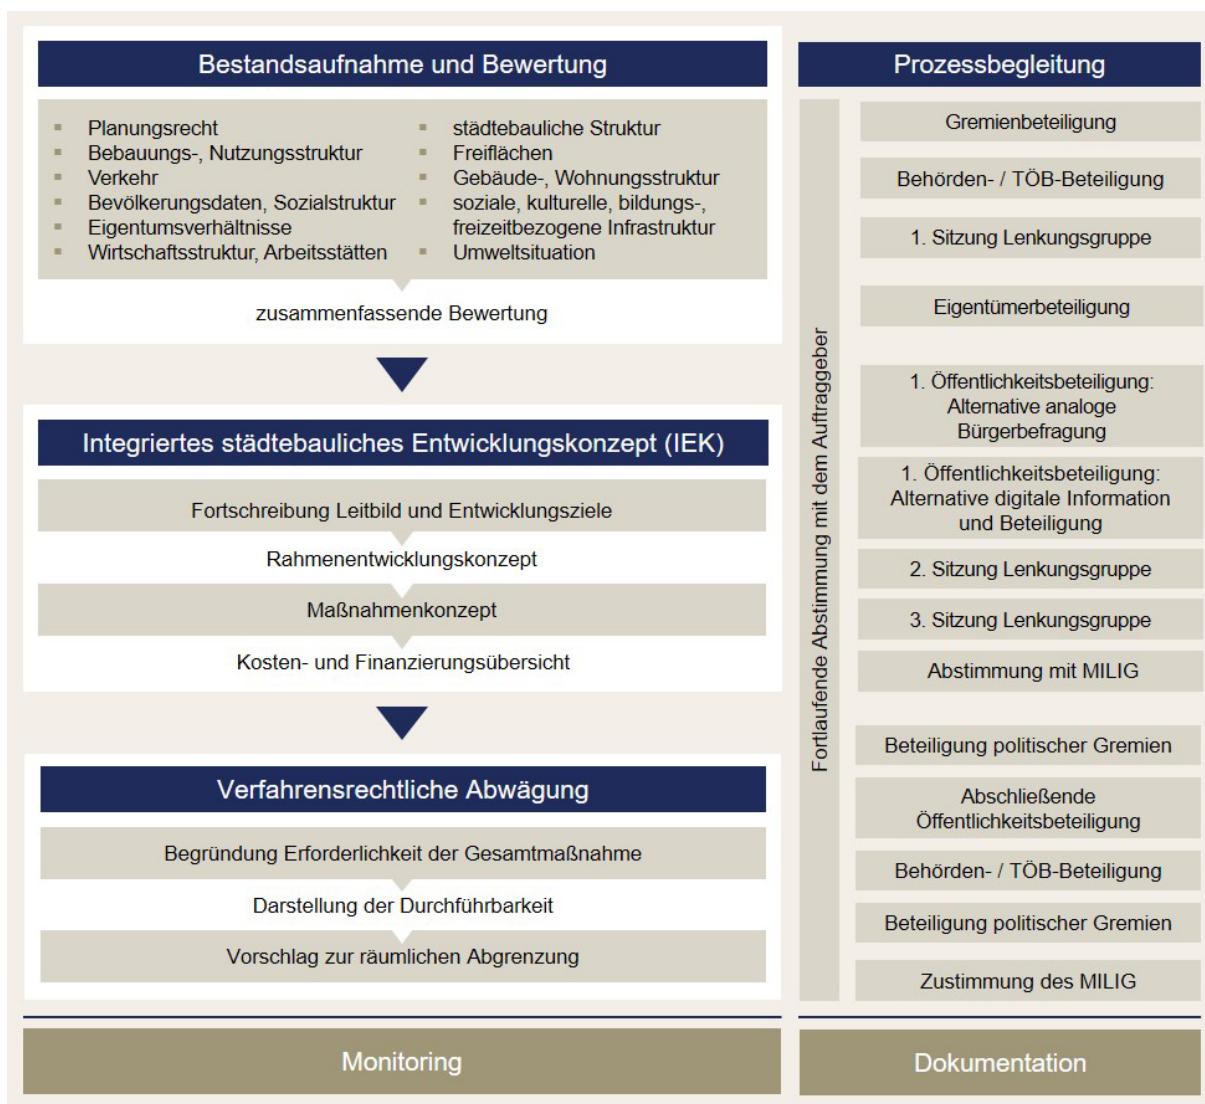 Bestandsaufnahme und Bewertung
Planungsrecht
Bebauungs-, Nutzungsstruktur
Verkehr
Bevölkerungsdaten, Sozialstruktur
Eigentumsverhältnisse
Wirtschaftsstruktur, Arbeitsstätten
städtebauliche Struktur
Freiflächen
Gebäude-, Wohnungsstruktur
soziale, kulturelle, bildungs-,
freizeitbezogene Infrastruktur
Umweltsituation
zusammenfassende Bewertung
Integriertes städtebauliches Entwicklungskonzept (IEK)
Fortschreibung Leitbild und Entwicklungsziele
Rahmenentwicklungskonzept
Maßnahmenkonzept
Kosten- und Finanzierungsübersicht
Verfahrensrechtliche Abwägung
Begründung Erforderlichkeit der Gesamtmaßnahme
Darstellung der Durchführbarkeit
Vorschlag zur räumlichen Abgrenzung
Monitoring
Prozessbegleitung
Fortlaufende Abstimmung mit dem Auftraggeber
Gremienbeteiligung
Behörden- / TÖB-Beteiligung
1. Sitzung Lenkungsgruppe
Eigentümerbeteiligung
1. Öffentlichkeitsbeteiligung:
Alternative analoge
Bürgerbefragung
1. Öffentlichkeitsbeteiligung:
Alternative digitale Information
und Beteiligung
2. Sitzung Lenkungsgruppe
3. Sitzung Lenkungsgruppe
Abstimmung mit MILIG
Beteiligung politischer Gremien
Abschließende
Öffentlichkeitsbeteiligung
Behörden- / TÖB-Beteiligung
Beteiligung politischer Gremien
Zustimmung des MILIG
Dokumentation